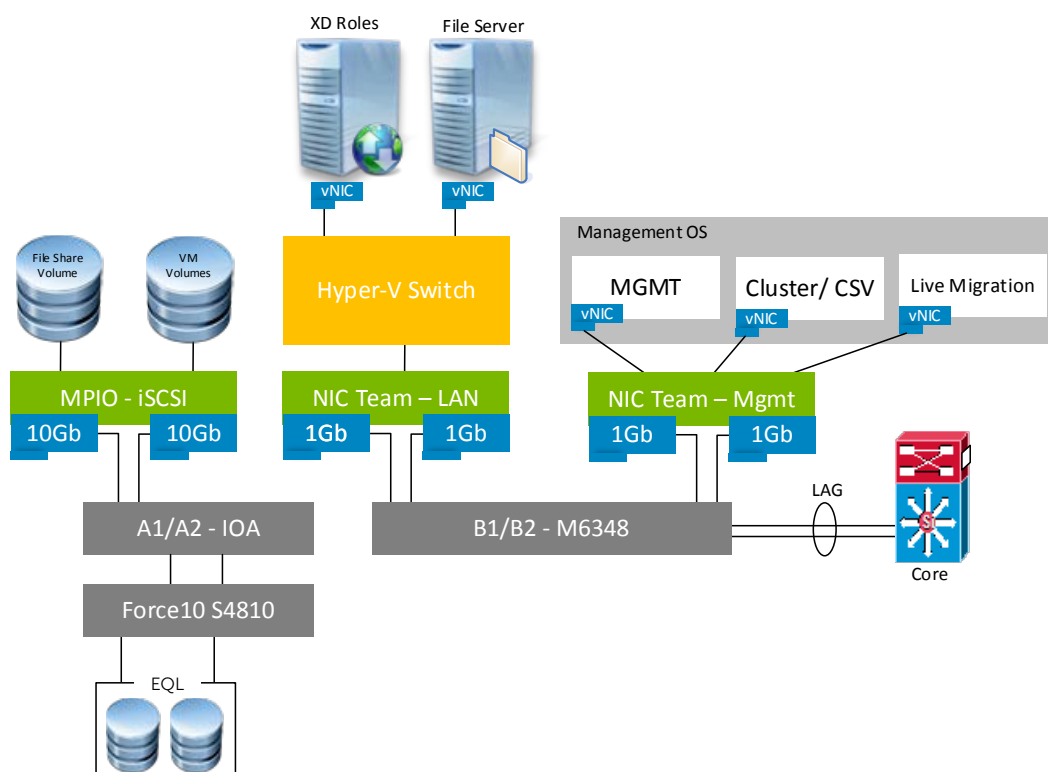 XD Roles
File Server
vNIC
vNIC
Management OS
File Share
Volume
VM
Volumes
Hyper-V Switch
MGMT
Cluster/ CSV
Live Migration
vNIC
vNIC
vNIC
MPIO - iSCSI
NIC Team – LAN
NIC Team – Mgmt
10Gb
10Gb
1Gb
1Gb
1Gb
1Gb
LAG
A1/A2 - IOA
B1/B2 - M6348
Si
Core
Force10 S4810
EQL